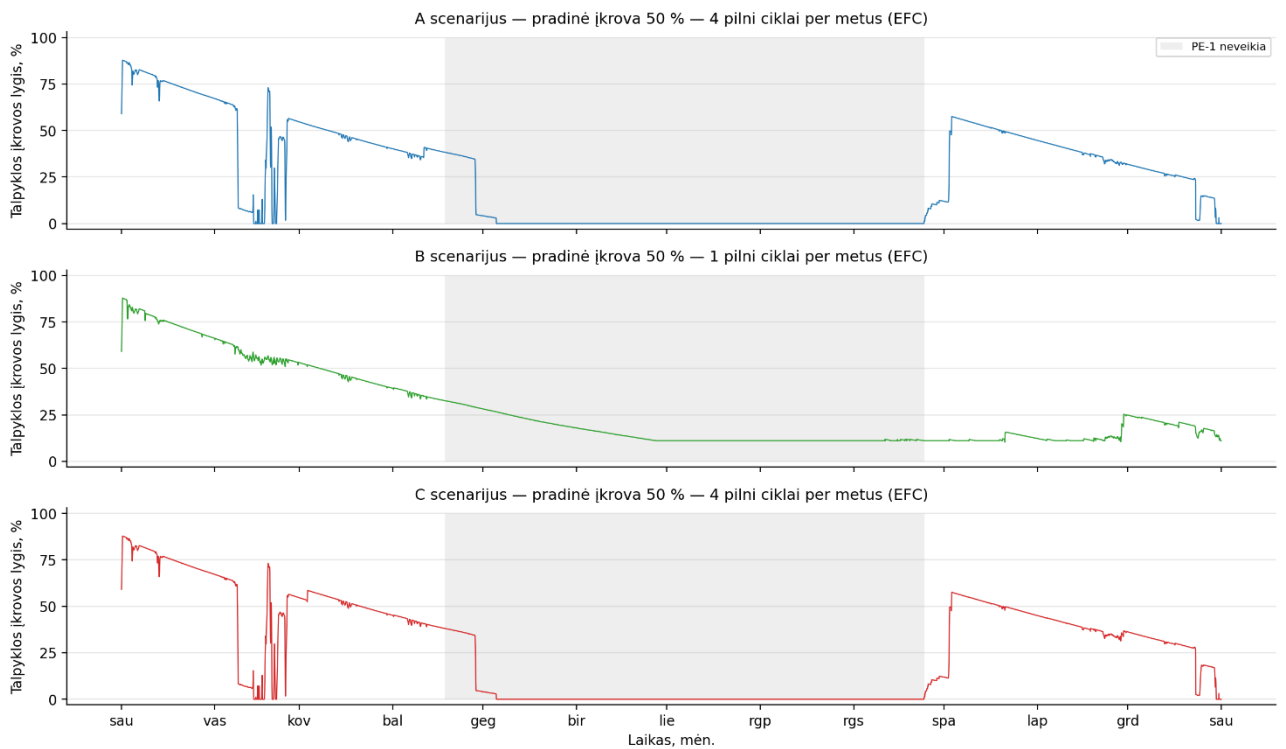 A scenarijus — pradinė įkrova 50 % — 4 pilni ciklai per metus (EFC)
Talpyklos įkrovos lygis, %
100
75
50
25
0
PE-1 neveikia
B scenarijus — pradinė įkrova 50 % — 1 pilni ciklai per metus (EFC)
Talpyklos įkrovos lygis, %
100
75
50
25
0
C scenarijus — pradinė įkrova 50 % — 4 pilni ciklai per metus (EFC)
Talpyklos įkrovos lygis, %
100
75
50
25
0
sau vas kov bal geg bir lie rgp rgs spa lap grd sau
Laikas, mėn.